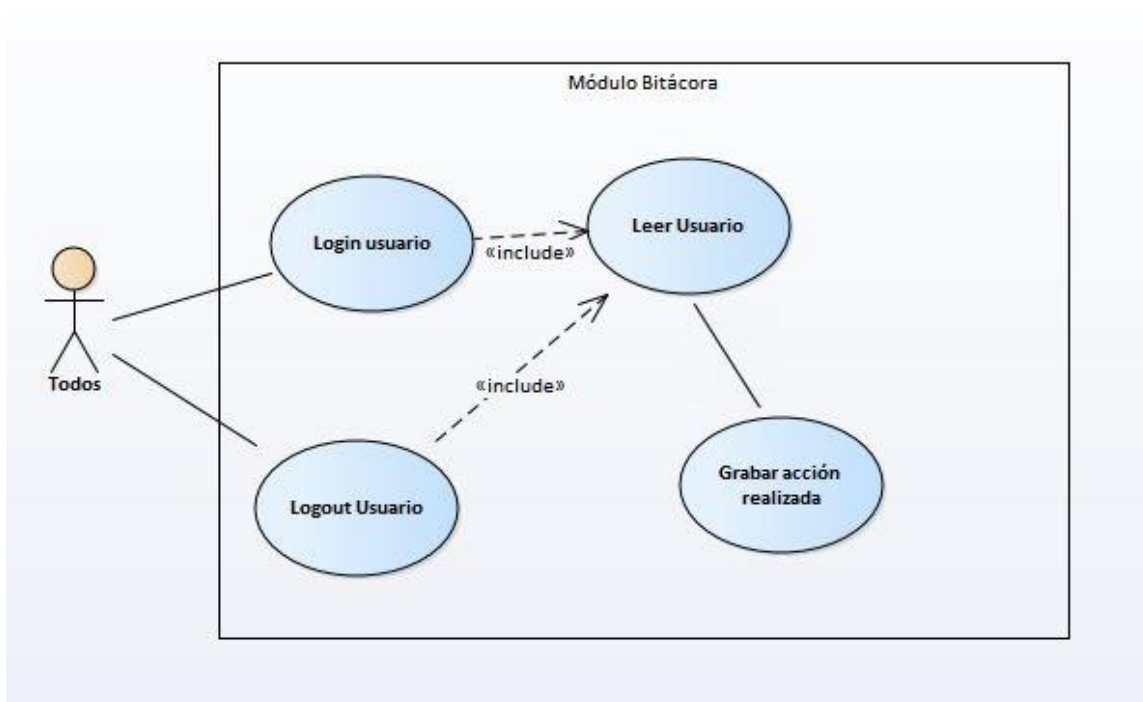 Módulo Bitácora
Login usuario
«include»
Leer Usuario
Todos
«include»
Logout Usuario
Grabar acción
realizada